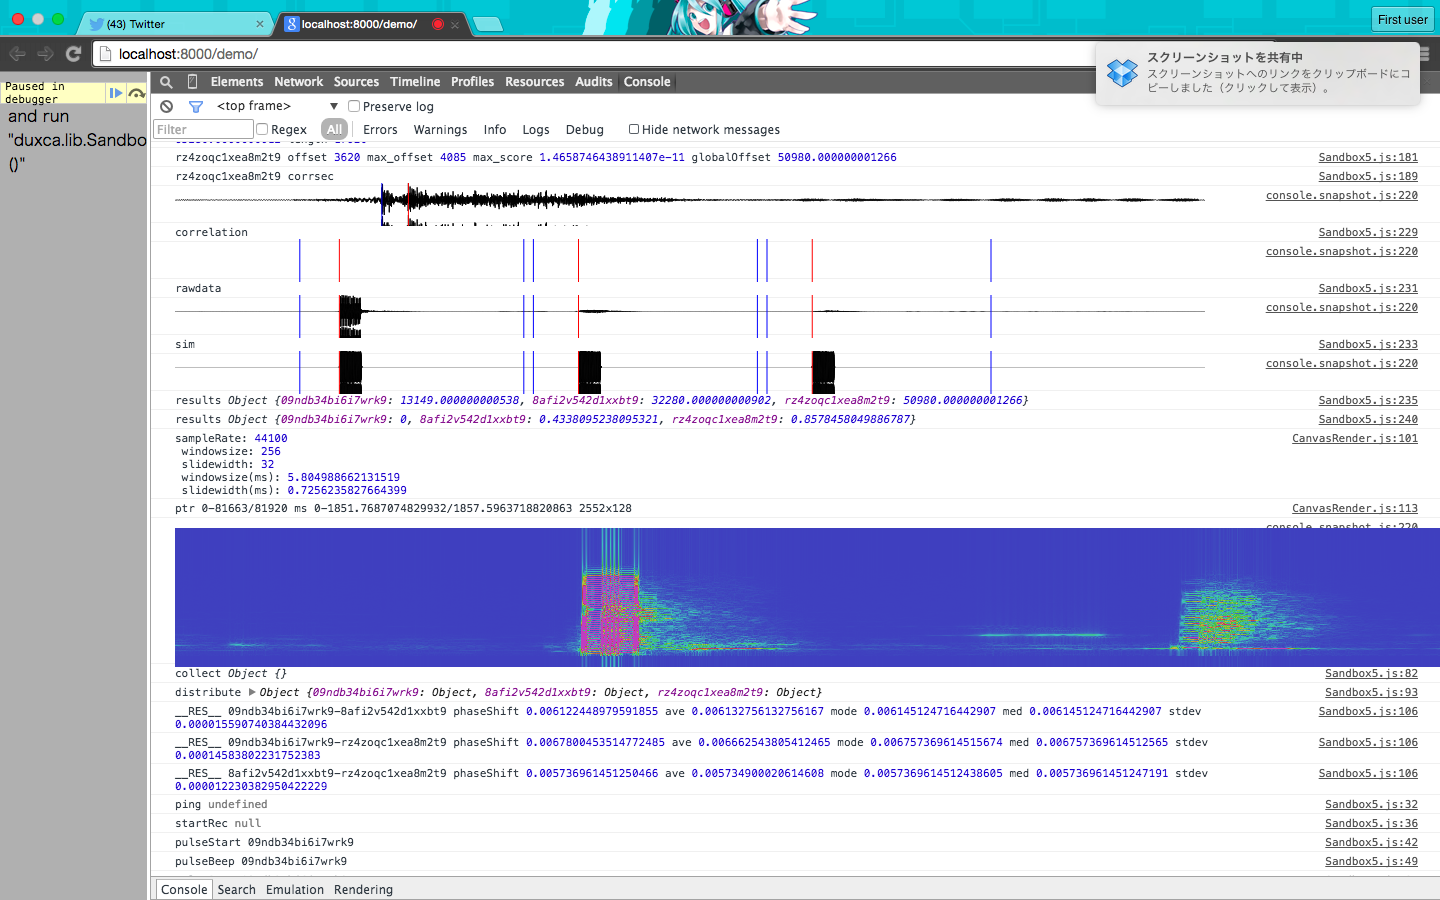 (43) Twitter
localhost:8000/demo/
First user
localhost:8000/demo/
スクリーンショットを共有中
スクリーンショットへのリンクをクリップボードにコ
ピーしました（クリックして表示）。
Paused in
debugger
and run
"duxca.lib.Sandbo
()"
Elements Network Sources Timeline Profiles Resources Audits Console
<top frame> Preserve log
Filter Regex All Errors Warnings Info Logs Debug Hide network messages
rz4zoqc1xea8m2t9 offset 3620 max_offset 4085 max_score 1.4658746438911407e-11 globalOffset 50980.000000001266 Sandbox5.js:181
rz4zoqc1xea8m2t9 corrsec Sandbox5.js:189
console.snapshot.js:220
correlation Sandbox5.js:229
console.snapshot.js:220
rawdata Sandbox5.js:231
console.snapshot.js:220
sim Sandbox5.js:233
console.snapshot.js:220
results Object {09ndb34bi6i7wrk9: 13149.000000000538, 8afi2v542d1xxbt9: 32280.000000000902, rz4zoqc1xea8m2t9: 50980.000000001266} Sandbox5.js:235
results Object {09ndb34bi6i7wrk9: 0, 8afi2v542d1xxbt9: 0.4338095238095321, rz4zoqc1xea8m2t9: 0.8578458049886787} Sandbox5.js:240
sampleRate: 44100 CanvasRender.js:101
windowsize: 256
slidewidth: 32
windowsize(ms): 5.804988662131519
slidewidth(ms): 0.7256235827664399
ptr 0-81663/81920 ms 0-1851.7687074829932/1857.5963718820863 2552x128 CanvasRender.js:113
console.snapshot.js:220
collect Object {} Sandbox5.js:82
distribute Object {09ndb34bi6i7wrk9: Object, 8afi2v542d1xxbt9: Object, rz4zoqc1xea8m2t9: Object} Sandbox5.js:93
__RES__ 09ndb34bi6i7wrk9-8afi2v542d1xxbt9 phaseShift 0.006122448979591855 ave 0.006132756132756167 mode 0.006145124716442907 med 0.006145124716442907 stdev Sandbox5.js:106
0.000015590740384432096
__RES__ 09ndb34bi6i7wrk9-rz4zoqc1xea8m2t9 phaseShift 0.0067800453514772485 ave 0.006662543805412465 mode 0.006757369614515674 med 0.006757369614512565 stdev Sandbox5.js:106
0.00014583802231752383
__RES__ 8afi2v542d1xxbt9-rz4zoqc1xea8m2t9 phaseShift 0.005736961451250466 ave 0.005734900020614608 mode 0.0057369614512438605 med 0.005736961451247191 stdev Sandbox5.js:106
0.000012230382950422229
ping undefined Sandbox5.js:32
startRec null Sandbox5.js:36
pulseStart 09ndb34bi6i7wrk9 Sandbox5.js:42
pulseBeep 09ndb34bi6i7wrk9 Sandbox5.js:49
Console Search Emulation Rendering